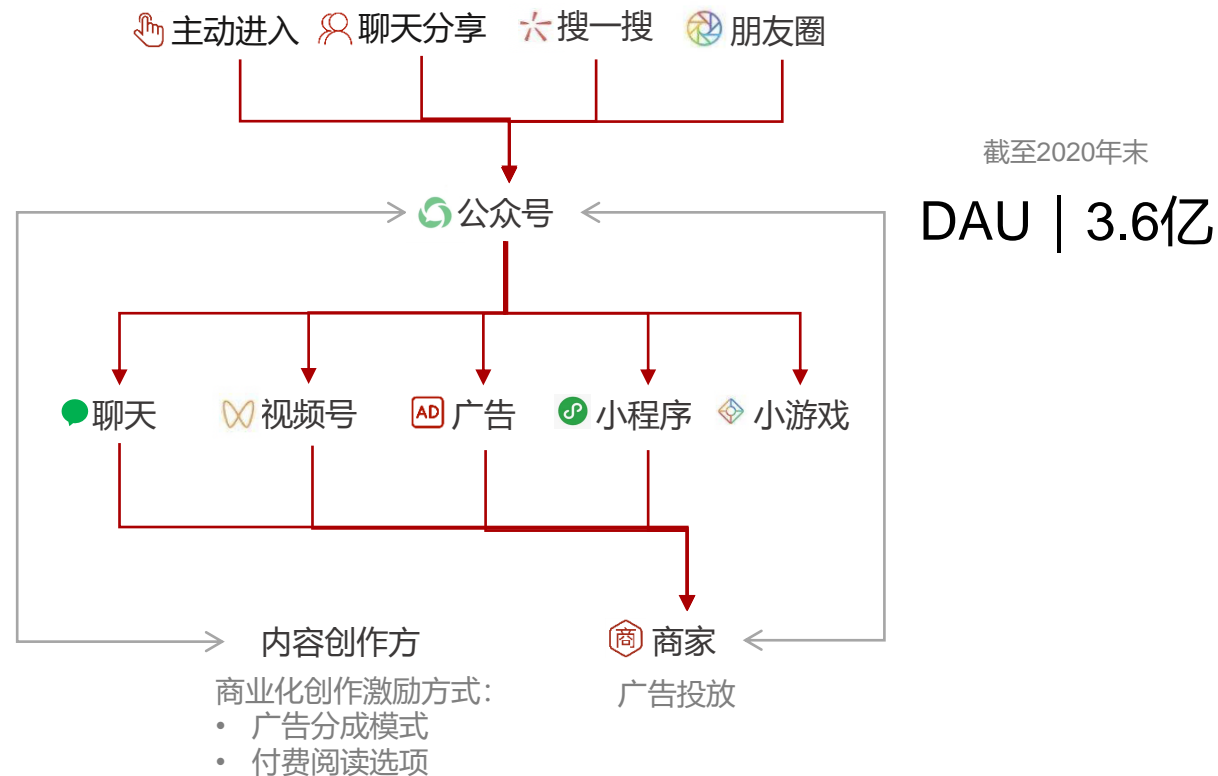 主动进入 聊天分享 搜一搜 朋友圈
截至2020年末
公众号
DAU｜3.6亿
聊天 视频号 AD 广告 小程序 小游戏
内容创作方 商 商家
商业化创作激励方式： 广告投放
• 广告分成模式
• 付费阅读选项